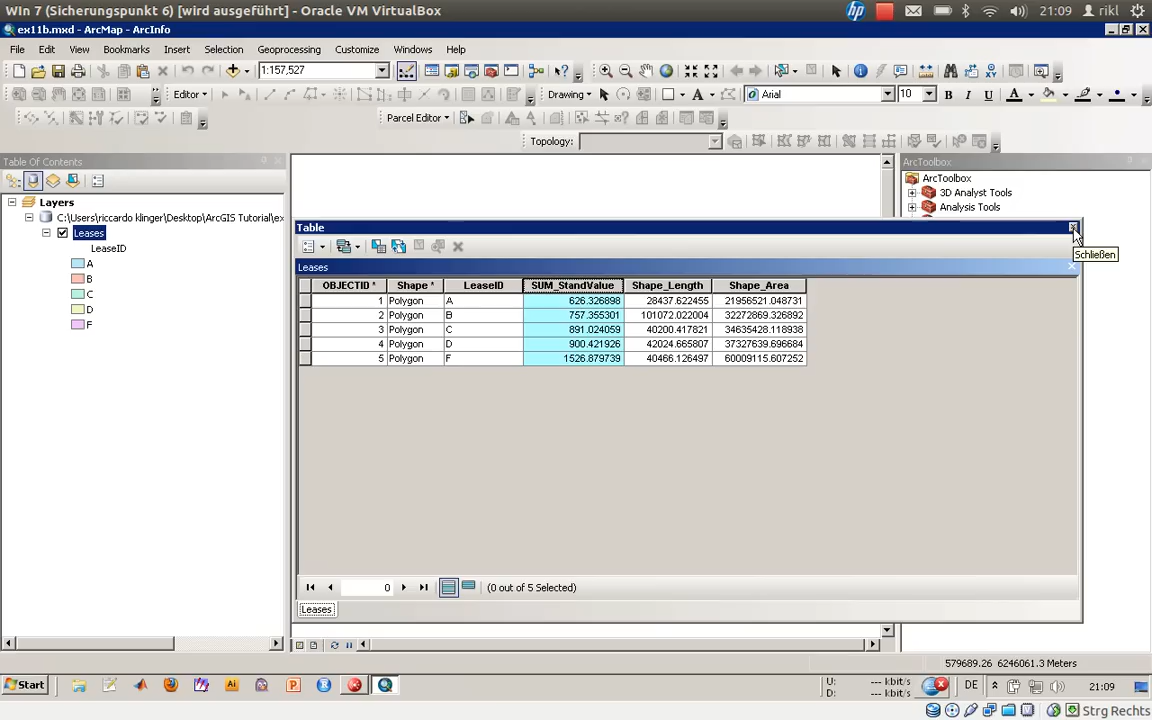 Win 7 (Sicherungspunkt 6) [wird ausgeführt] - Oracle VM VirtualBox
21:09 rikl
ex11b.mxd - ArcMap - ArcInfo
File Edit View Bookmarks Insert Selection Geoprocessing Customize Windows Help
1:157,527
Editor Drawing Arial 10 B I U A
Parcel Editor
Topology:
Table Of Contents
ArcToolbox
Layers
C:\Users\riccardo klinger\Desktop\ArcGIS Tutorial\ex
Leases
LeaseID
A
B
C
D
F
ArcToolbox
3D Analyst Tools
Analysis Tools
Table
Schließen
Leases
OBJECTID * Shape * LeaseID SUM_StandValue Shape_Length Shape_Area
1 Polygon A 626.326898 28437.622455 21956521.048731
2 Polygon B 757.355301 101072.022004 32272869.326892
3 Polygon C 891.024059 40200.417821 34635428.118938
4 Polygon D 900.421926 42024.665807 37327639.696684
5 Polygon F 1526.879739 40466.126497 60009115.607252
0 (0 out of 5 Selected)
Leases
579689.26 6246061.3 Meters
Start
U: --- kbit/s
D: --- kbit/s
DE 21:09
Strg Rechts